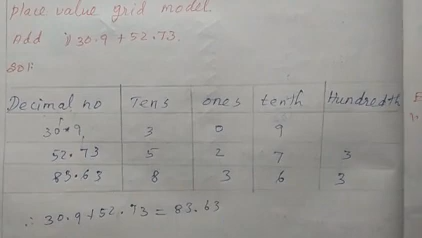 place value grid model.
Add 1) 30.9 + 52.73.
Sol:
Decimal no Tens ones tenth Hundredth
30.9, 3 0 9
52.73 5 2 7 3
83.63 8 3 6 3
∴ 30.9 + 52.73 = 83.63